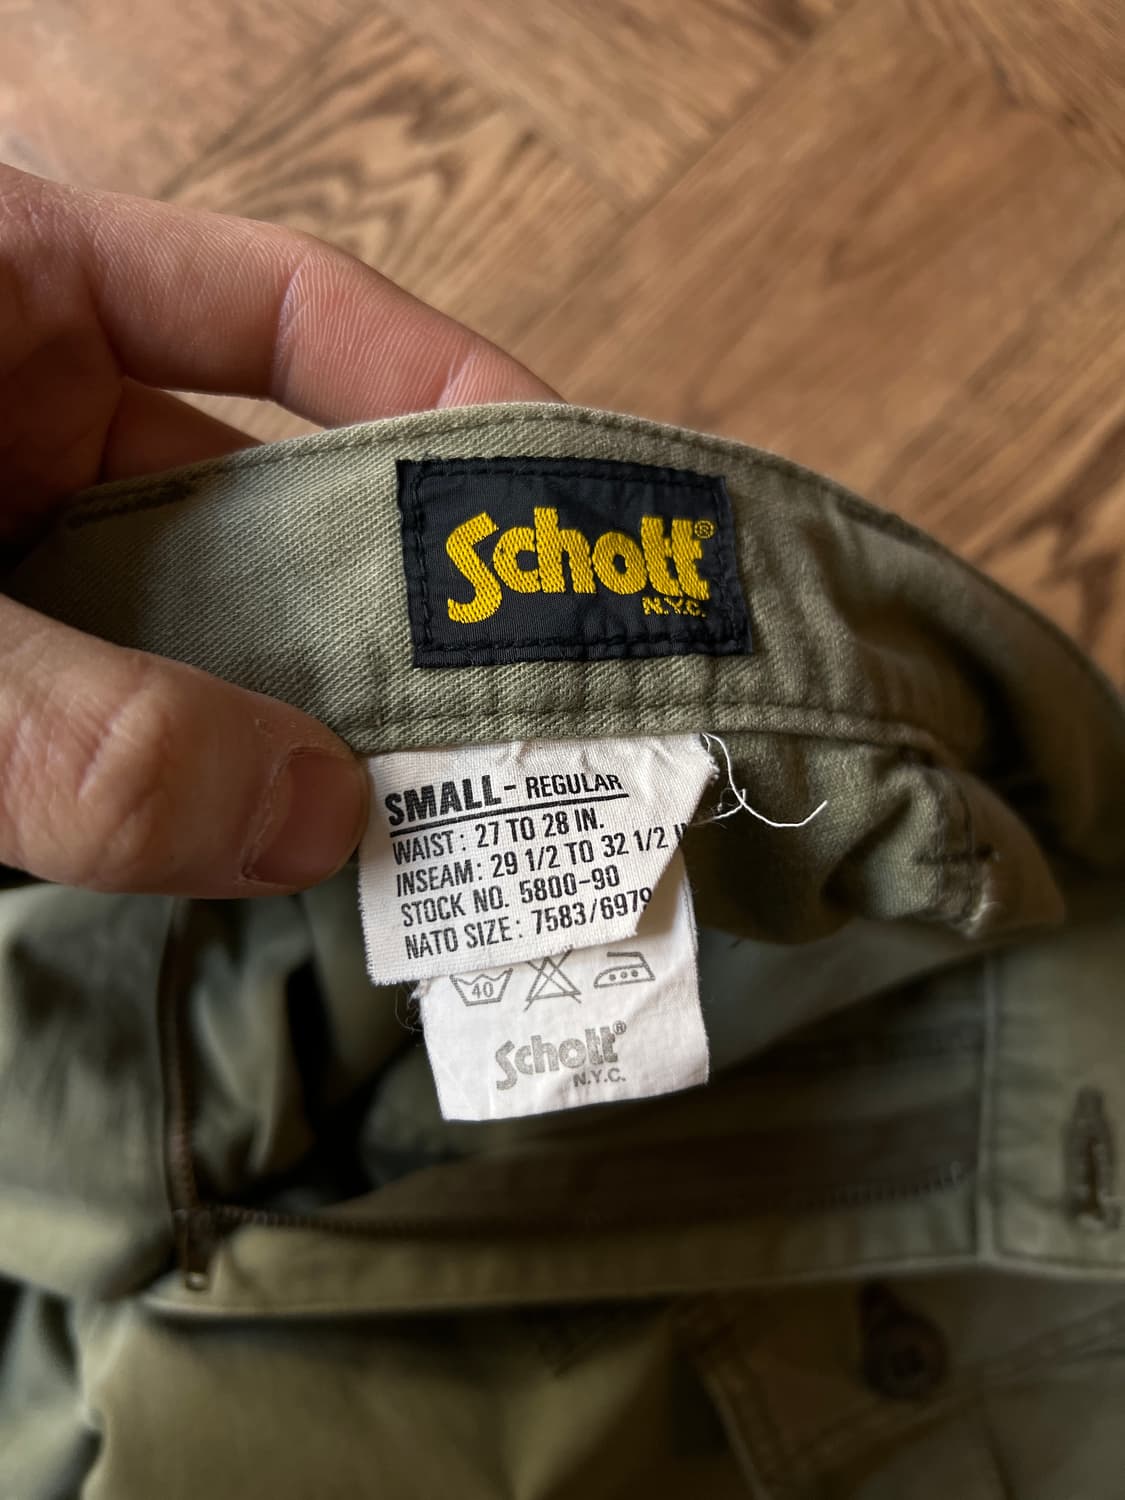 Schott®
N.Y.C.
SMALL- REGULAR
WAIST: 27 TO 28 IN.
INSEAM: 29 1/2 TO 32 1/2
STOCK NO. 5800-90
NATO SIZE: 7583/6979
40
Schott®
N.Y.C.